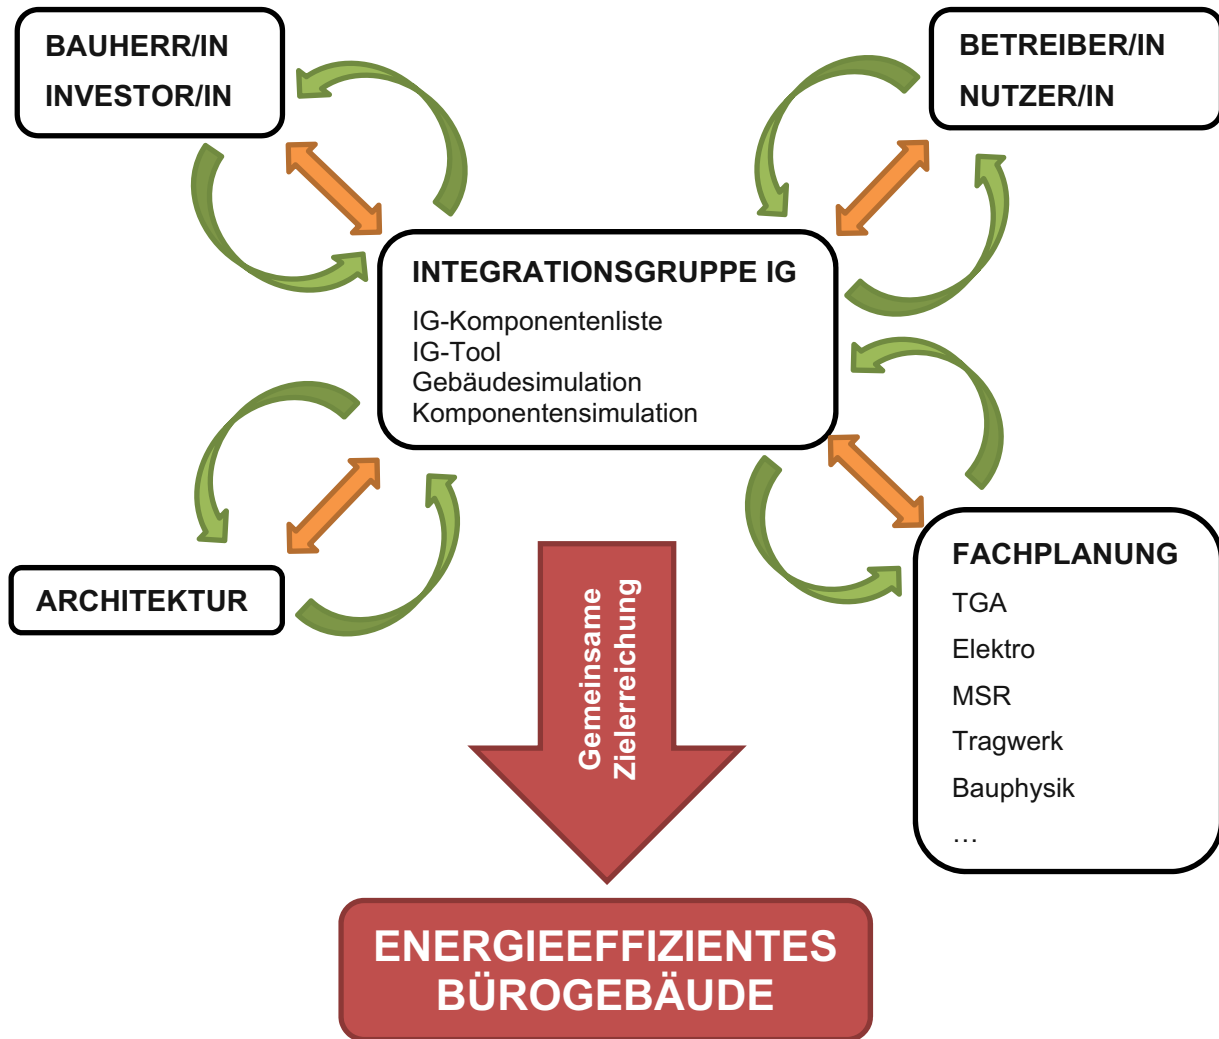 BAUHERR/IN
INVESTOR/IN
BETREIBER/IN
NUTZER/IN
INTEGRATIONSGRUPPE IG
IG-Komponentenliste
IG-Tool
Gebäudesimulation
Komponentensimulation
ARCHITEKTUR
FACHPLANUNG
TGA
Elektro
MSR
Tragwerk
Bauphysik
…
Gemeinsame
Zielerreichung
ENERGIEEFFIZIENTES
BÜROGEBÄUDE